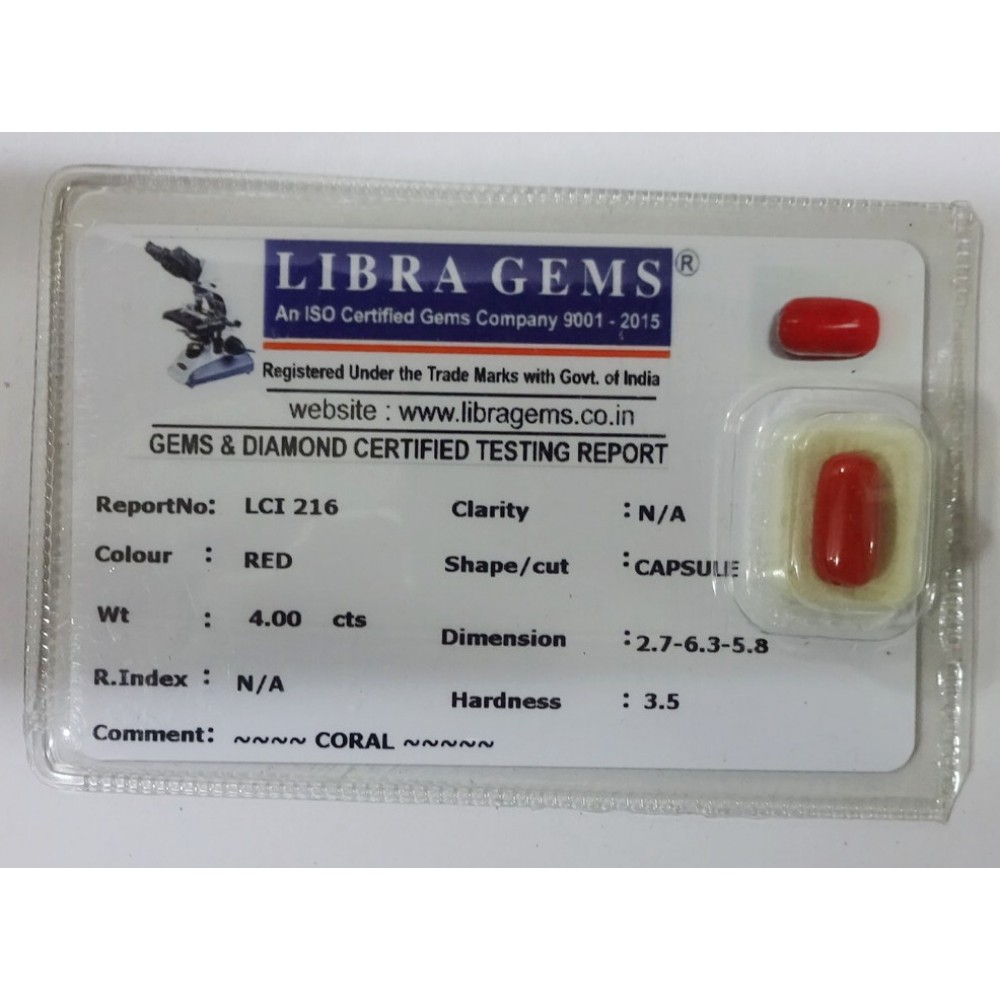 LIBRA GEMS ®
An ISO Certified Gems Company 9001 - 2015
Registered Under the Trade Marks with Govt. of India
website : www.libragems.co.in
GEMS & DIAMOND CERTIFIED TESTING REPORT
ReportNo: LCI 216
Clarity : N/A
Colour : RED
Shape/cut : CAPSULE
Wt : 4.00 cts
Dimension : 2.7-6.3-5.8
R.Index : N/A
Hardness : 3.5
Comment: ~~~~ CORAL ~~~~~